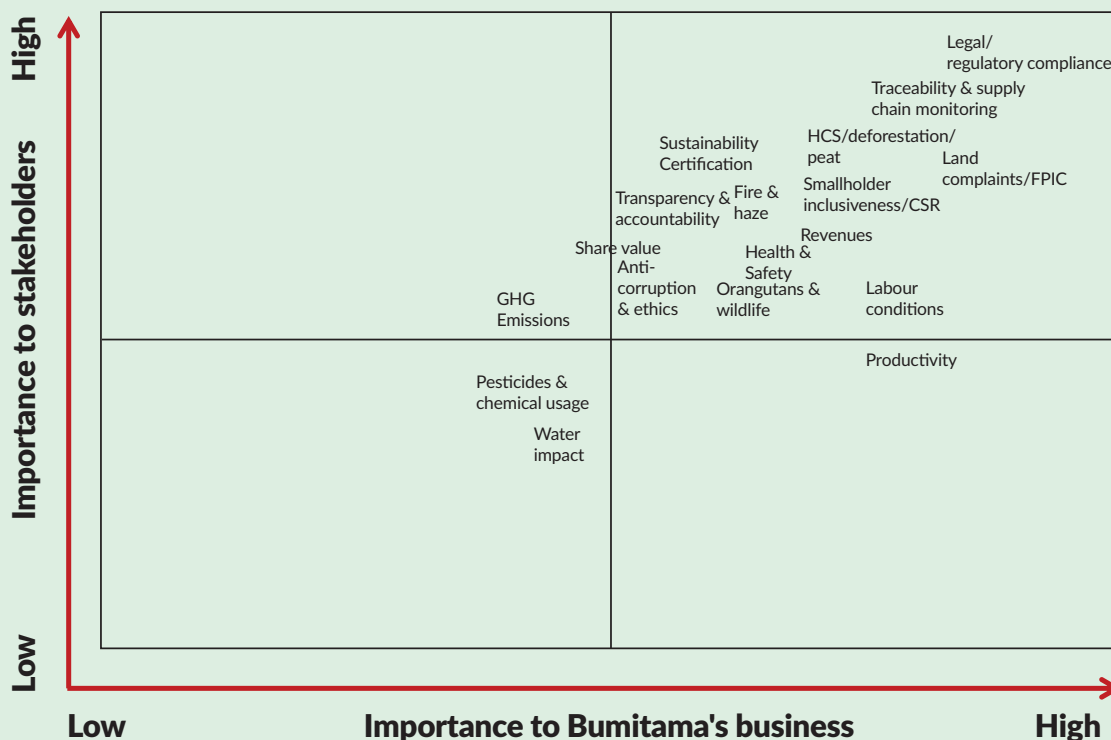 High
Importance to stakeholders
Low
Legal/
regulatory compliance
Traceability & supply
chain monitoring
HCS/deforestation/
peat
Sustainability
Certification
Land
complaints/FPIC
Smallholder
inclusiveness/CSR
Fire &
haze
Transparency &
accountability
Revenues
Share value
Health &
Safety
Anti-
corruption
& ethics
Orangutans &
wildlife
Labour
conditions
GHG
Emissions
Productivity
Pesticides &
chemical usage
Water
impact
Low
Importance to Bumitama's business
High